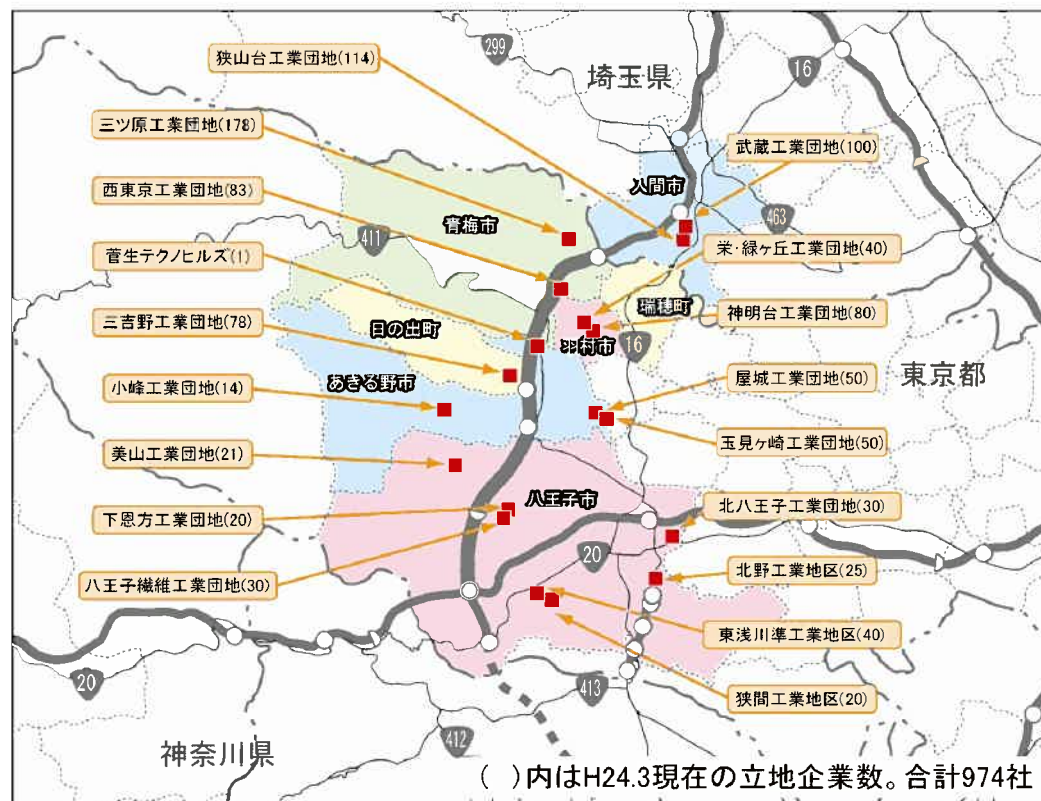 299
16
狭山台工業団地(114)
埼玉県
三ツ原工業団地(178)
武蔵工業団地(100)
西東京工業団地(83)
入間市
463
青梅市
411
栄・緑ヶ丘工業団地(40)
菅生テクノヒルズ(1)
瑞穂町
神明台工業団地(80)
三吉野工業団地(78)
日の出町
羽村市
16
東京都
小峰工業団地(14)
あきる野市
屋城工業団地(50)
玉見ヶ崎工業団地(50)
美山工業団地(21)
八王子市
北八王子工業団地(30)
下恩方工業団地(20)
20
北野工業地区(25)
八王子繊維工業団地(30)
東浅川準工業地区(40)
20
413
狭間工業地区(20)
412
神奈川県
( )内はH24.3現在の立地企業数。合計974社